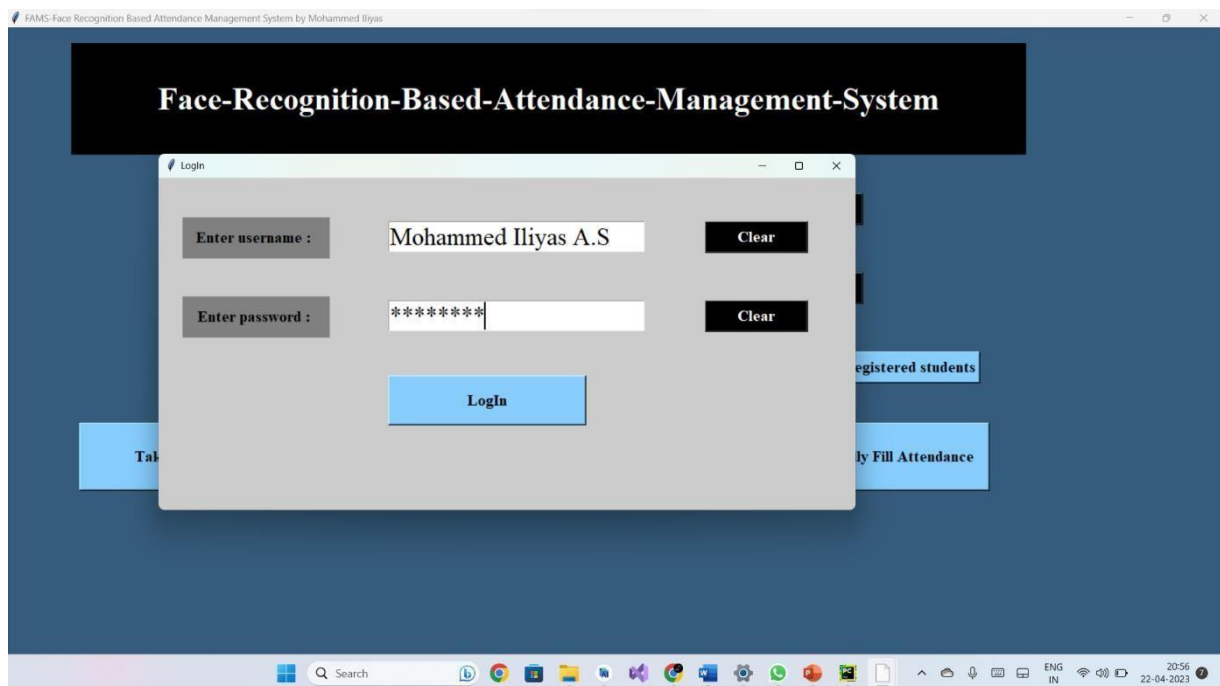 FAMS-Face Recognition Based Attendance Management System by Mohammed Iliyas
Face-Recognition-Based-Attendance-Management-System
LogIn
Enter username : Mohammed Iliyas A.S Clear
Enter password : ******** Clear
egistered students
LogIn
Tak ly Fill Attendance
Search
ENG
IN
20:56
22-04-2023
7